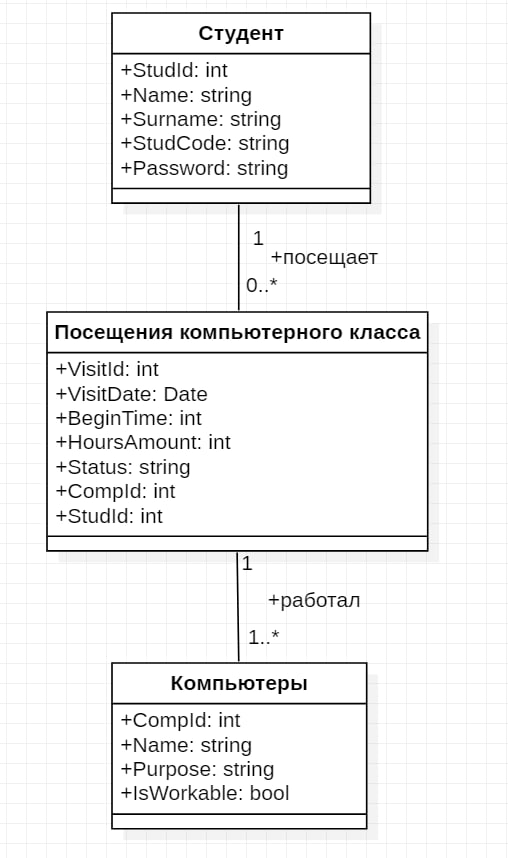 Студент
+StudId: int
+Name: string
+Surname: string
+StudCode: string
+Password: string
1
+посещает
0..*
Посещения компьютерного класса
+VisitId: int
+VisitDate: Date
+BeginTime: int
+HoursAmount: int
+Status: string
+CompId: int
+StudId: int
1
+работал
1..*
Компьютеры
+CompId: int
+Name: string
+Purpose: string
+IsWorkable: bool